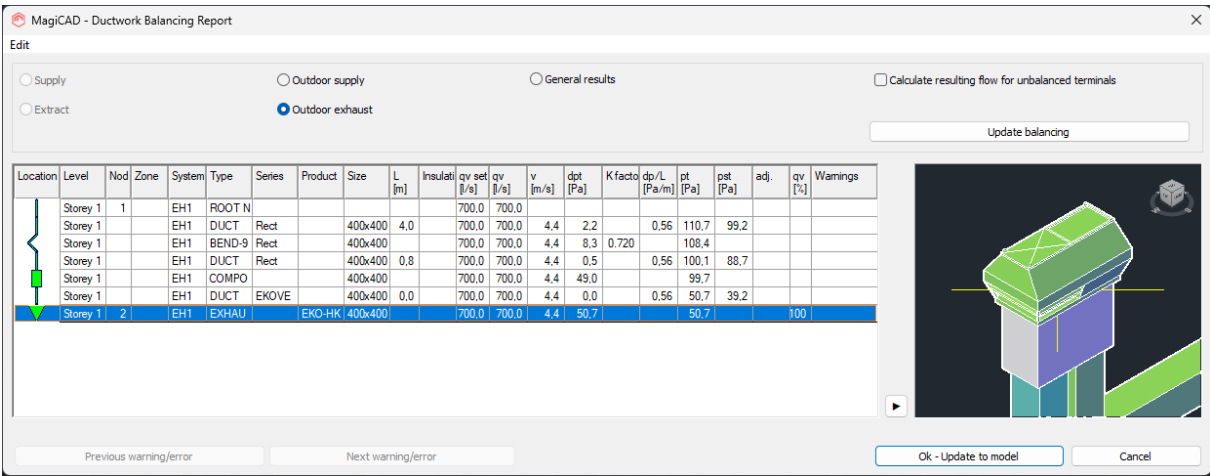 MagiCAD - Ductwork Balancing Report
Edit
Supply Outdoor supply General results Calculate resulting flow for unbalanced terminals
Extract Outdoor exhaust
Update balancing
Location Level Nod Zone System Type Series Product Size L [m] Insulati qv set [l/s] qv [l/s] v [m/s] dpt [Pa] K facto dp/L [Pa/m] pt [Pa] pst [Pa] adj. qv [%] Warnings
Storey 1 1 EH1 ROOT N 700,0 700,0
Storey 1 EH1 DUCT Rect 400x400 4,0 700,0 700,0 4,4 2,2 0,56 110,7 99,2
Storey 1 EH1 BEND-9 Rect 400x400 700,0 700,0 4,4 8,3 0.720 108,4
Storey 1 EH1 DUCT Rect 400x400 0,8 700,0 700,0 4,4 0,5 0,56 100,1 88,7
Storey 1 EH1 COMPO 400x400 700,0 700,0 4,4 49,0 99,7
Storey 1 EH1 DUCT EKOVE 400x400 0,0 700,0 700,0 4,4 0,0 0,56 50,7 39,2
Storey 1 2 EH1 EXHAU EKO-HK 400x400 700,0 700,0 4,4 50,7 50,7 100
Previous warning/error Next warning/error Ok - Update to model Cancel